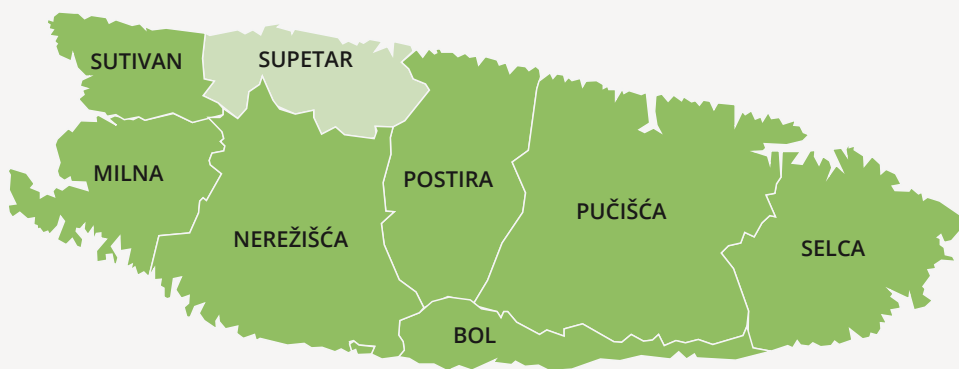 SUTIVAN
SUPETAR
MILNA
POSTIRA
PUČIŠĆA
NEREŽIŠĆA
SELCA
BOL